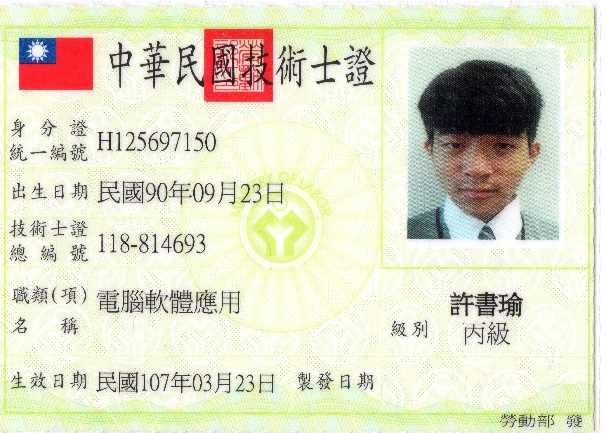 中華民國技術士證
身分證
統一編號 H125697150
出生日期 民國90年09月23日
技術士證
總編號 118-814693
職類(項)
名稱 電腦軟體應用
許書瑜
級別 丙級
生效日期 民國107年03月23日 製發日期
勞動部 發
MINISTRY OF LABOR